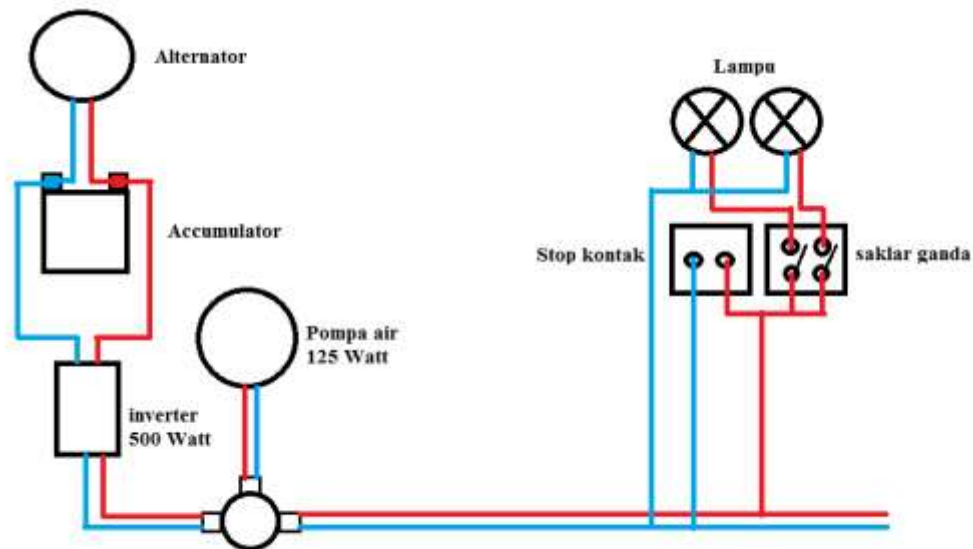 Alternator
Lampu
Accumulator
Stop kontak
saklar ganda
Pompa air
125 Watt
inverter
500 Watt